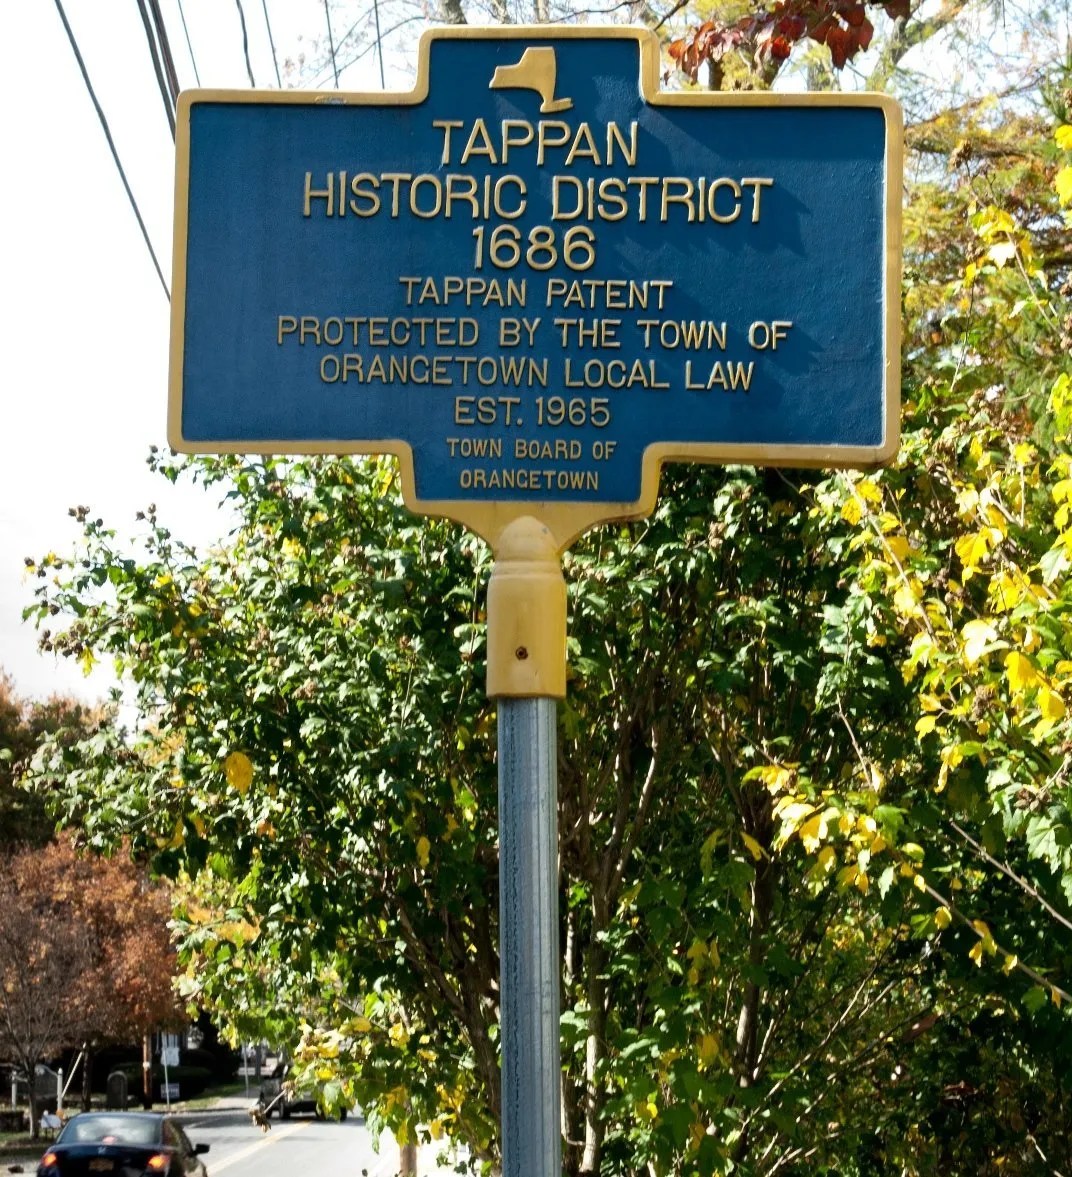 TAPPAN
HISTORIC DISTRICT
1686
TAPPAN PATENT
PROTECTED BY THE TOWN OF
ORANGETOWN LOCAL LAW
EST. 1965
TOWN BOARD OF
ORANGETOWN